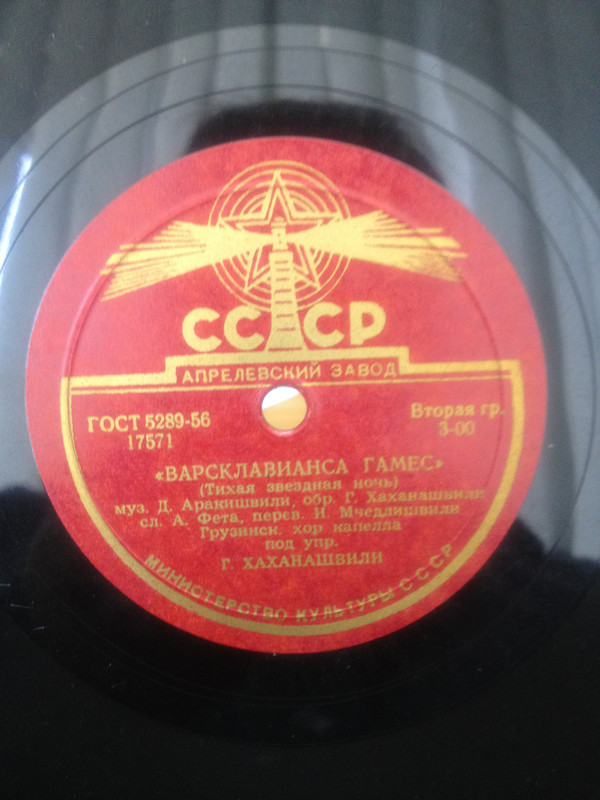 СССР
АПРЕЛЕВСКИЙ ЗАВОД
ГОСТ 5289-56
17571
Вторая гр.
3-00
«ВАРСКЛАВИАНСА ГАМЕС»
(Тихая звездная ночь)
муз. Д. Аракишвили, обр. Г. Хаханашвили
сл. А. Фета, перев. И. Мчедлишвили
Грузинск. хор капелла
под упр.
Г. ХАХАНАШВИЛИ
МИНИСТЕРСТВО КУЛЬТУРЫ СССР